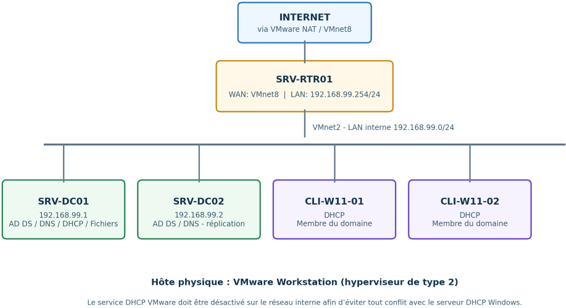 INTERNET
via VMware NAT / VMnet8
SRV-RTR01
WAN: VMnet8 | LAN: 192.168.99.254/24
VMnet2 - LAN interne 192.168.99.0/24
SRV-DC01
192.168.99.1
AD DS / DNS / DHCP / Fichiers
SRV-DC02
192.168.99.2
AD DS / DNS - réplication
CLI-W11-01
DHCP
Membre du domaine
CLI-W11-02
DHCP
Membre du domaine
Hôte physique : VMware Workstation (hyperviseur de type 2)
Le service DHCP VMware doit être désactivé sur le réseau interne afin d’éviter tout conflit avec le serveur DHCP Windows.